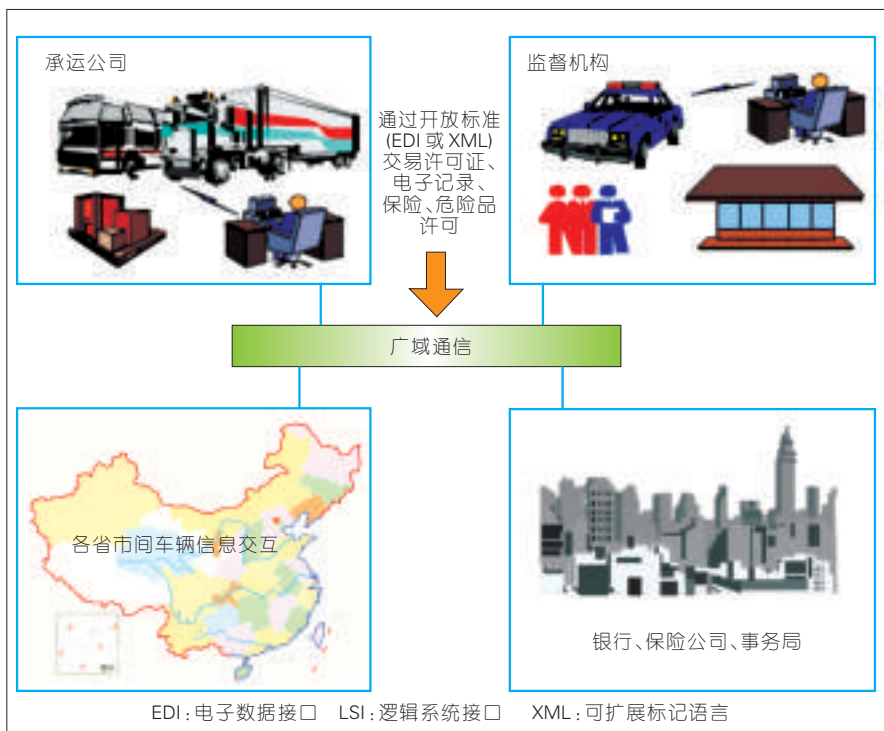 承运公司
监督机构
通过开放标准
(EDI 或 XML)
交易许可证、
电子记录、
保险、危险品
许可
广域通信
各省市间车辆信息交互
银行、保险公司、事务局
EDI：电子数据接口 LSI：逻辑系统接口 XML：可扩展标记语言